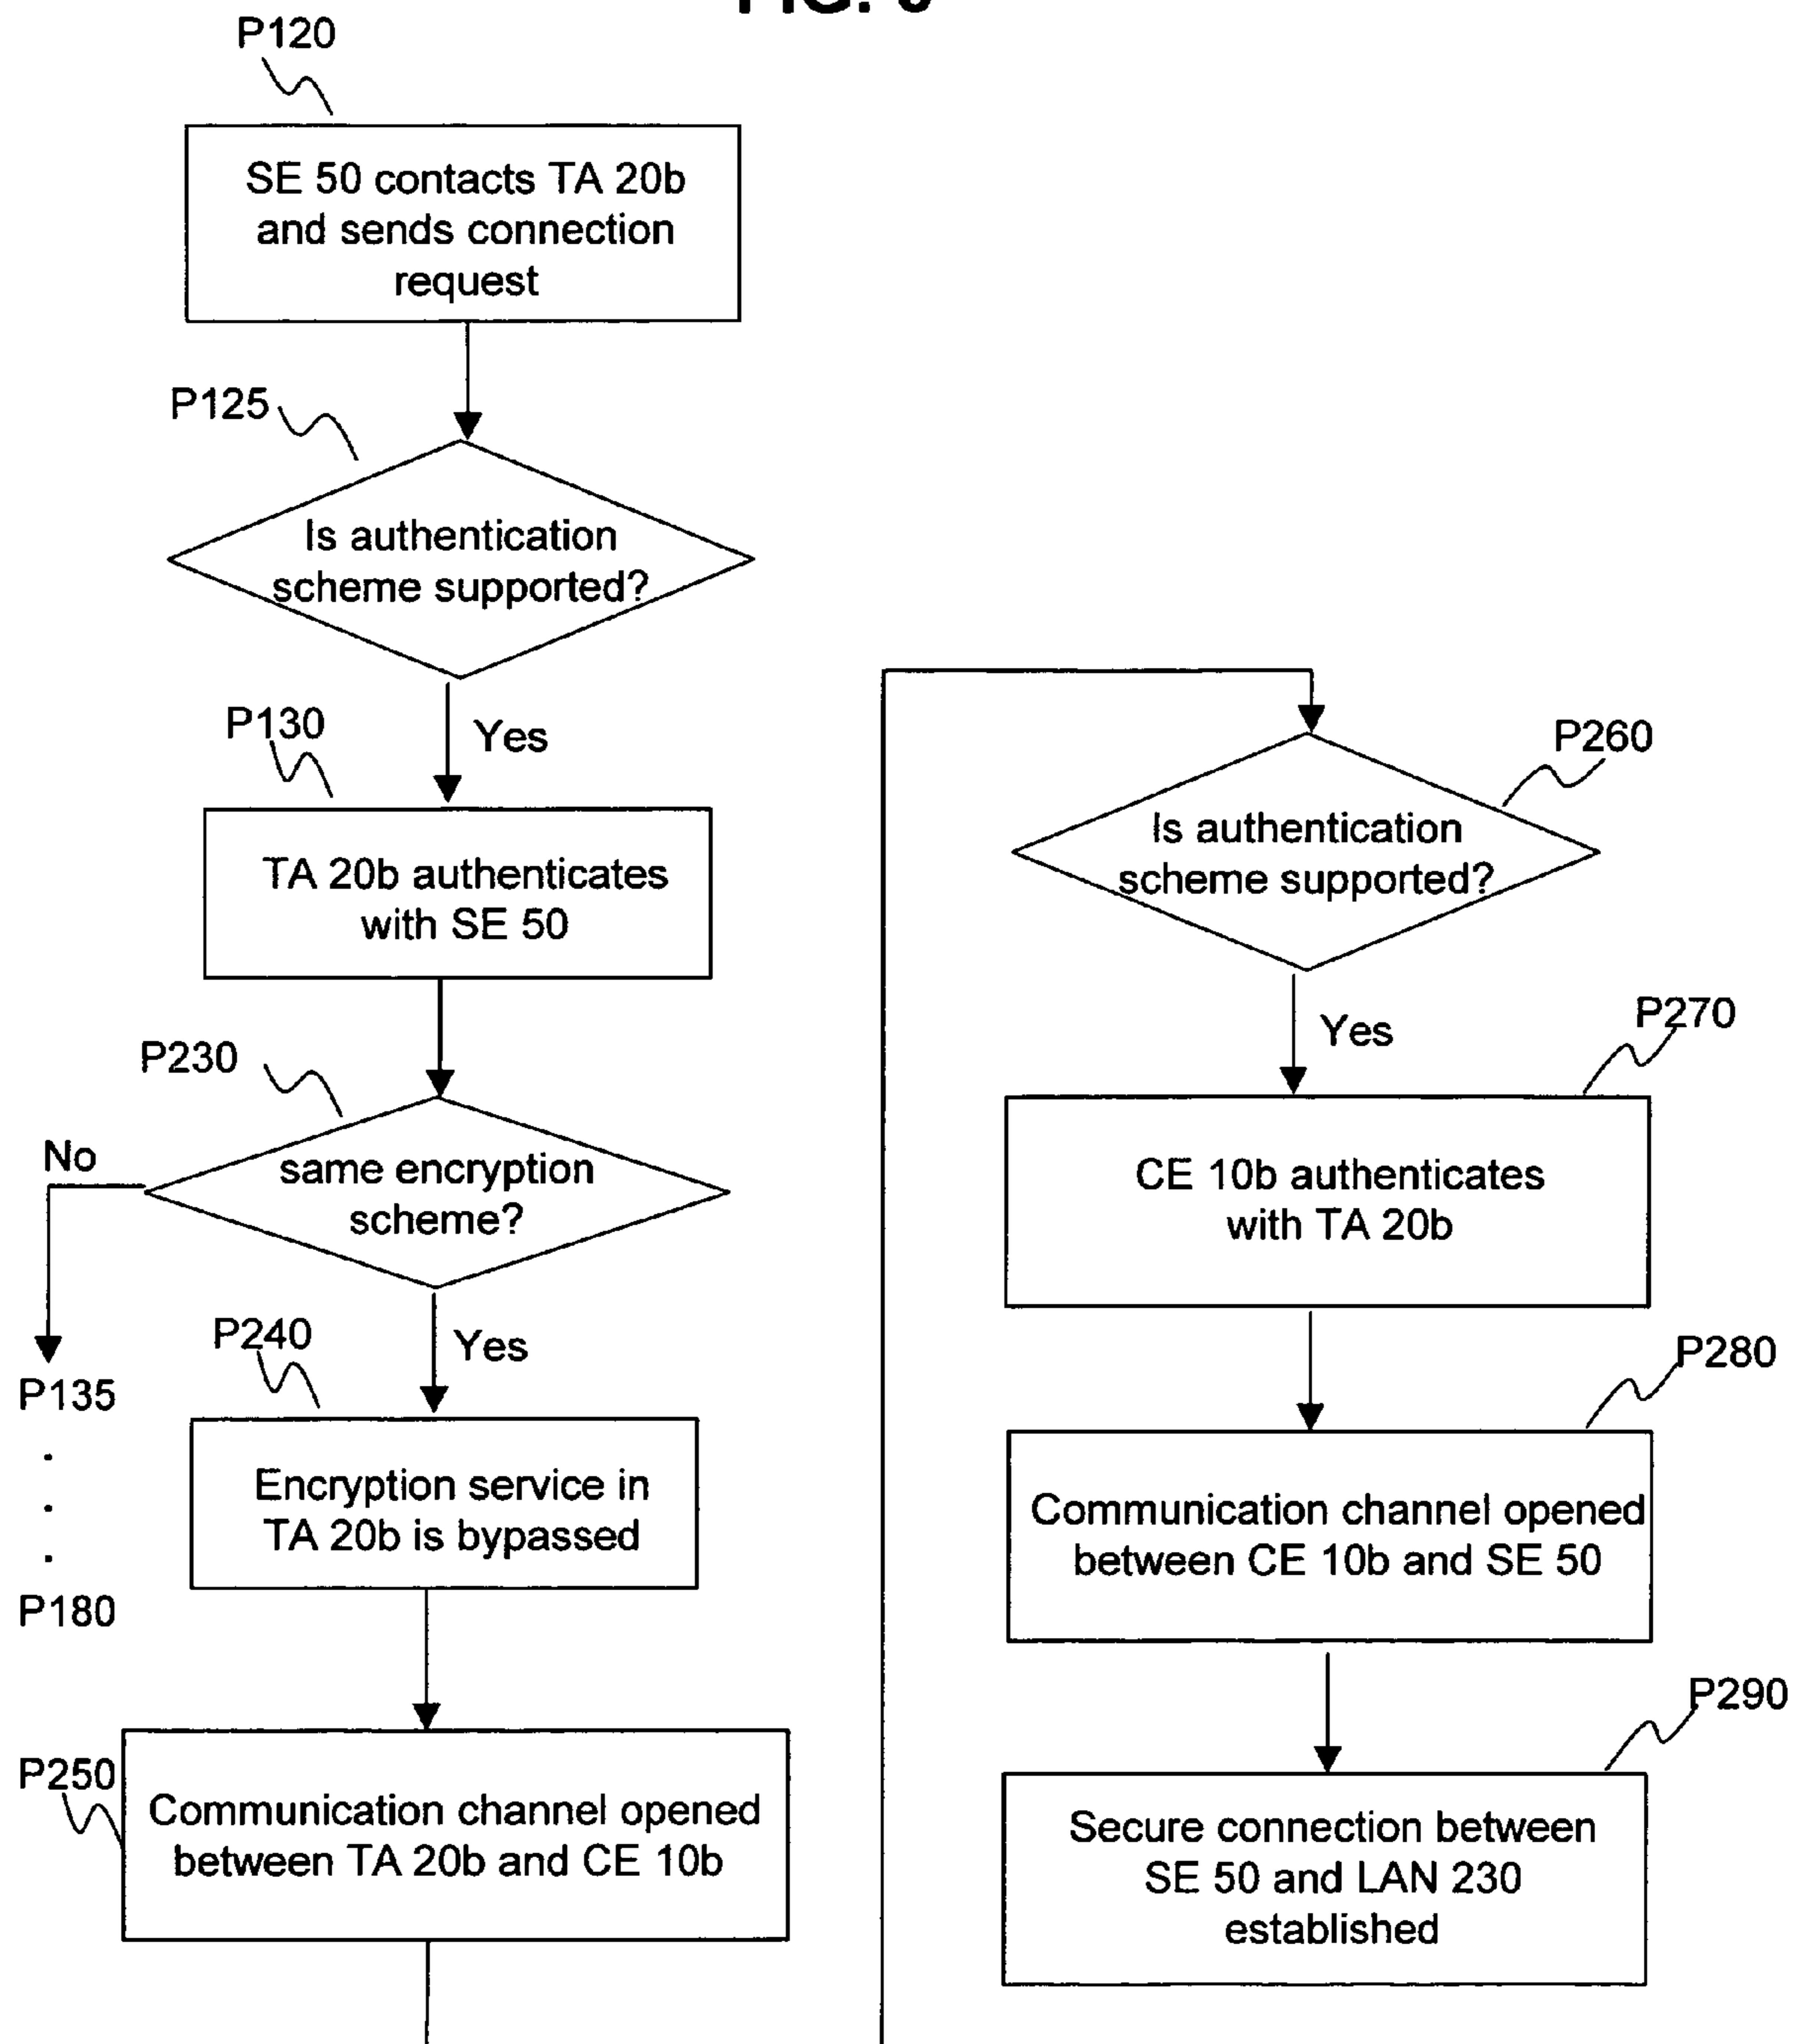 P120
SE 50 contacts TA 20b
and sends connection
request
P125
Is authentication
scheme supported?
Yes
P130
TA 20b authenticates
with SE 50
P230
same encryption
scheme?
No
Yes
P135
.
.
.
P180
P240
Encryption service in
TA 20b is bypassed
P250
Communication channel opened
between TA 20b and CE 10b
P260
Is authentication
scheme supported?
Yes
P270
CE 10b authenticates
with TA 20b
P280
Communication channel opened
between CE 10b and SE 50
P290
Secure connection between
SE 50 and LAN 230
established